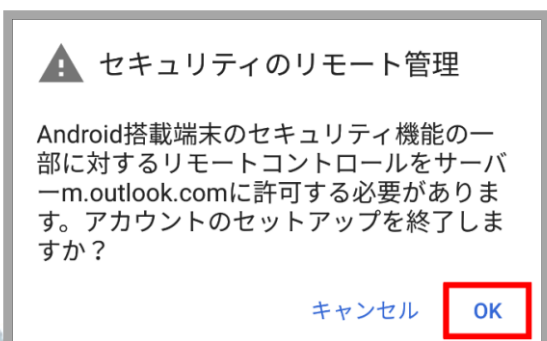 セキュリティのリモート管理
Android搭載端末のセキュリティ機能の一
部に対するリモートコントロールをサーバ
ーm.outlook.comに許可する必要がありま
す。アカウントのセットアップを終了しま
すか？
キャンセル OK